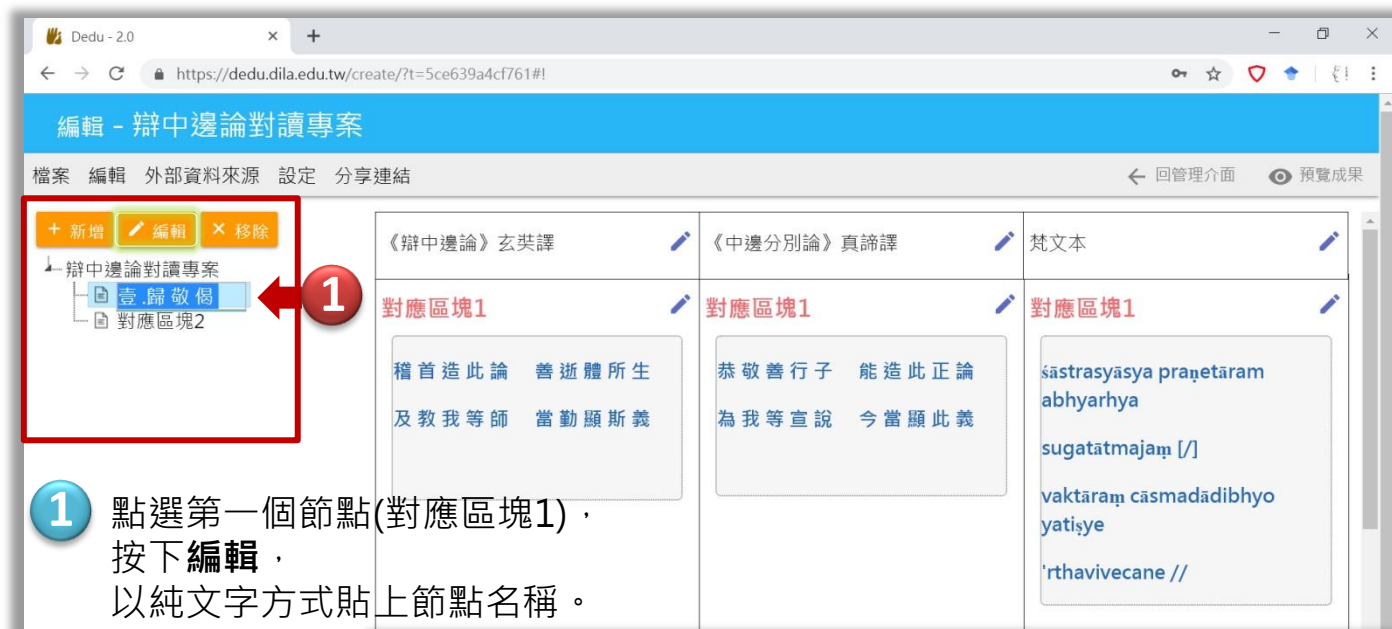 Dedu - 2.0
https://dedu.dila.edu.tw/create/?t=5ce639a4cf761#!
編輯 - 辯中邊論對讀專案
檔案 編輯 外部資料來源 設定 分享連結 回管理介面 預覽成果
+ 新增 編輯 × 移除
辯中邊論對讀專案
壹.歸敬偈
對應區塊2
1
《辯中邊論》玄奘譯 《中邊分別論》真諦譯 梵文本
對應區塊1 對應區塊1 對應區塊1
稽首造此論 善逝體所生
及教我等師 當勤顯斯義
恭敬善行子 能造此正論
為我等宣說 今當顯此義
śāstrasyāsya praṇetāram
abhyarhya
sugatātmajaṃ [/]
vaktāraṃ cāsmadādibhyo
yatiṣye
'rthavivecane //
1 點選第一個節點(對應區塊1)，
按下編輯，
以純文字方式貼上節點名稱。